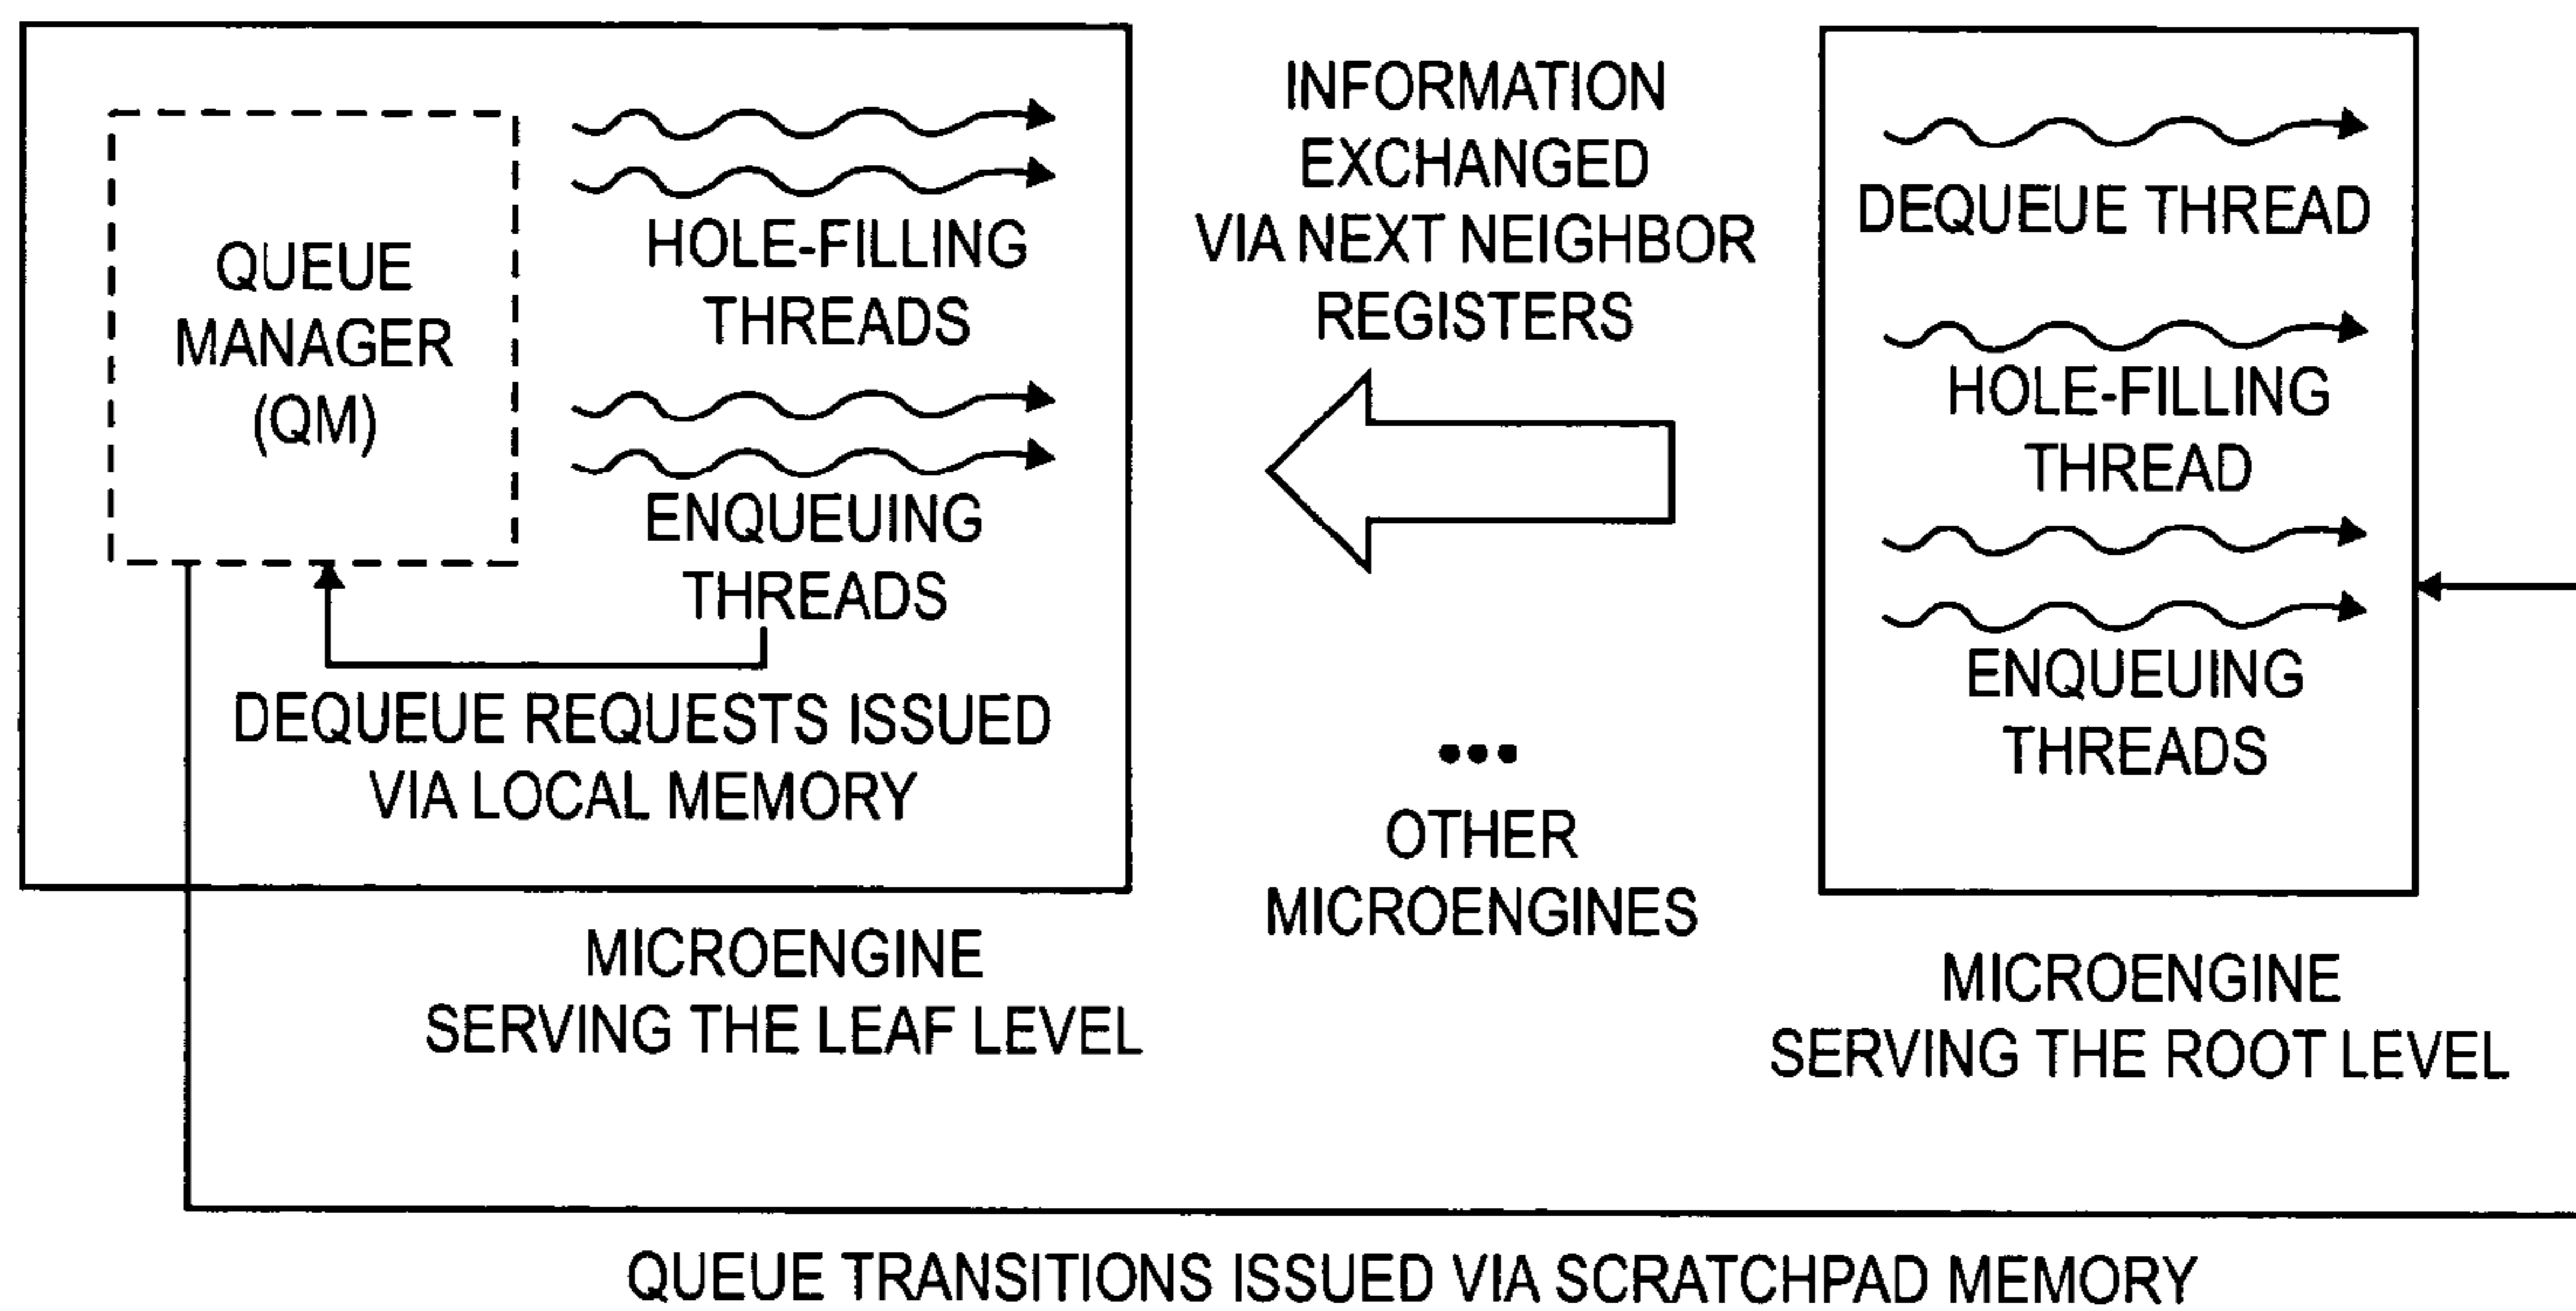 QUEUE
MANAGER
(QM)
HOLE-FILLING
THREADS
ENQUEUING
THREADS
DEQUEUE REQUESTS ISSUED
VIA LOCAL MEMORY
MICROENGINE
SERVING THE LEAF LEVEL
INFORMATION
EXCHANGED
VIA NEXT NEIGHBOR
REGISTERS
•••
OTHER
MICROENGINES
DEQUEUE THREAD
HOLE-FILLING
THREAD
ENQUEUING
THREADS
MICROENGINE
SERVING THE ROOT LEVEL
QUEUE TRANSITIONS ISSUED VIA SCRATCHPAD MEMORY